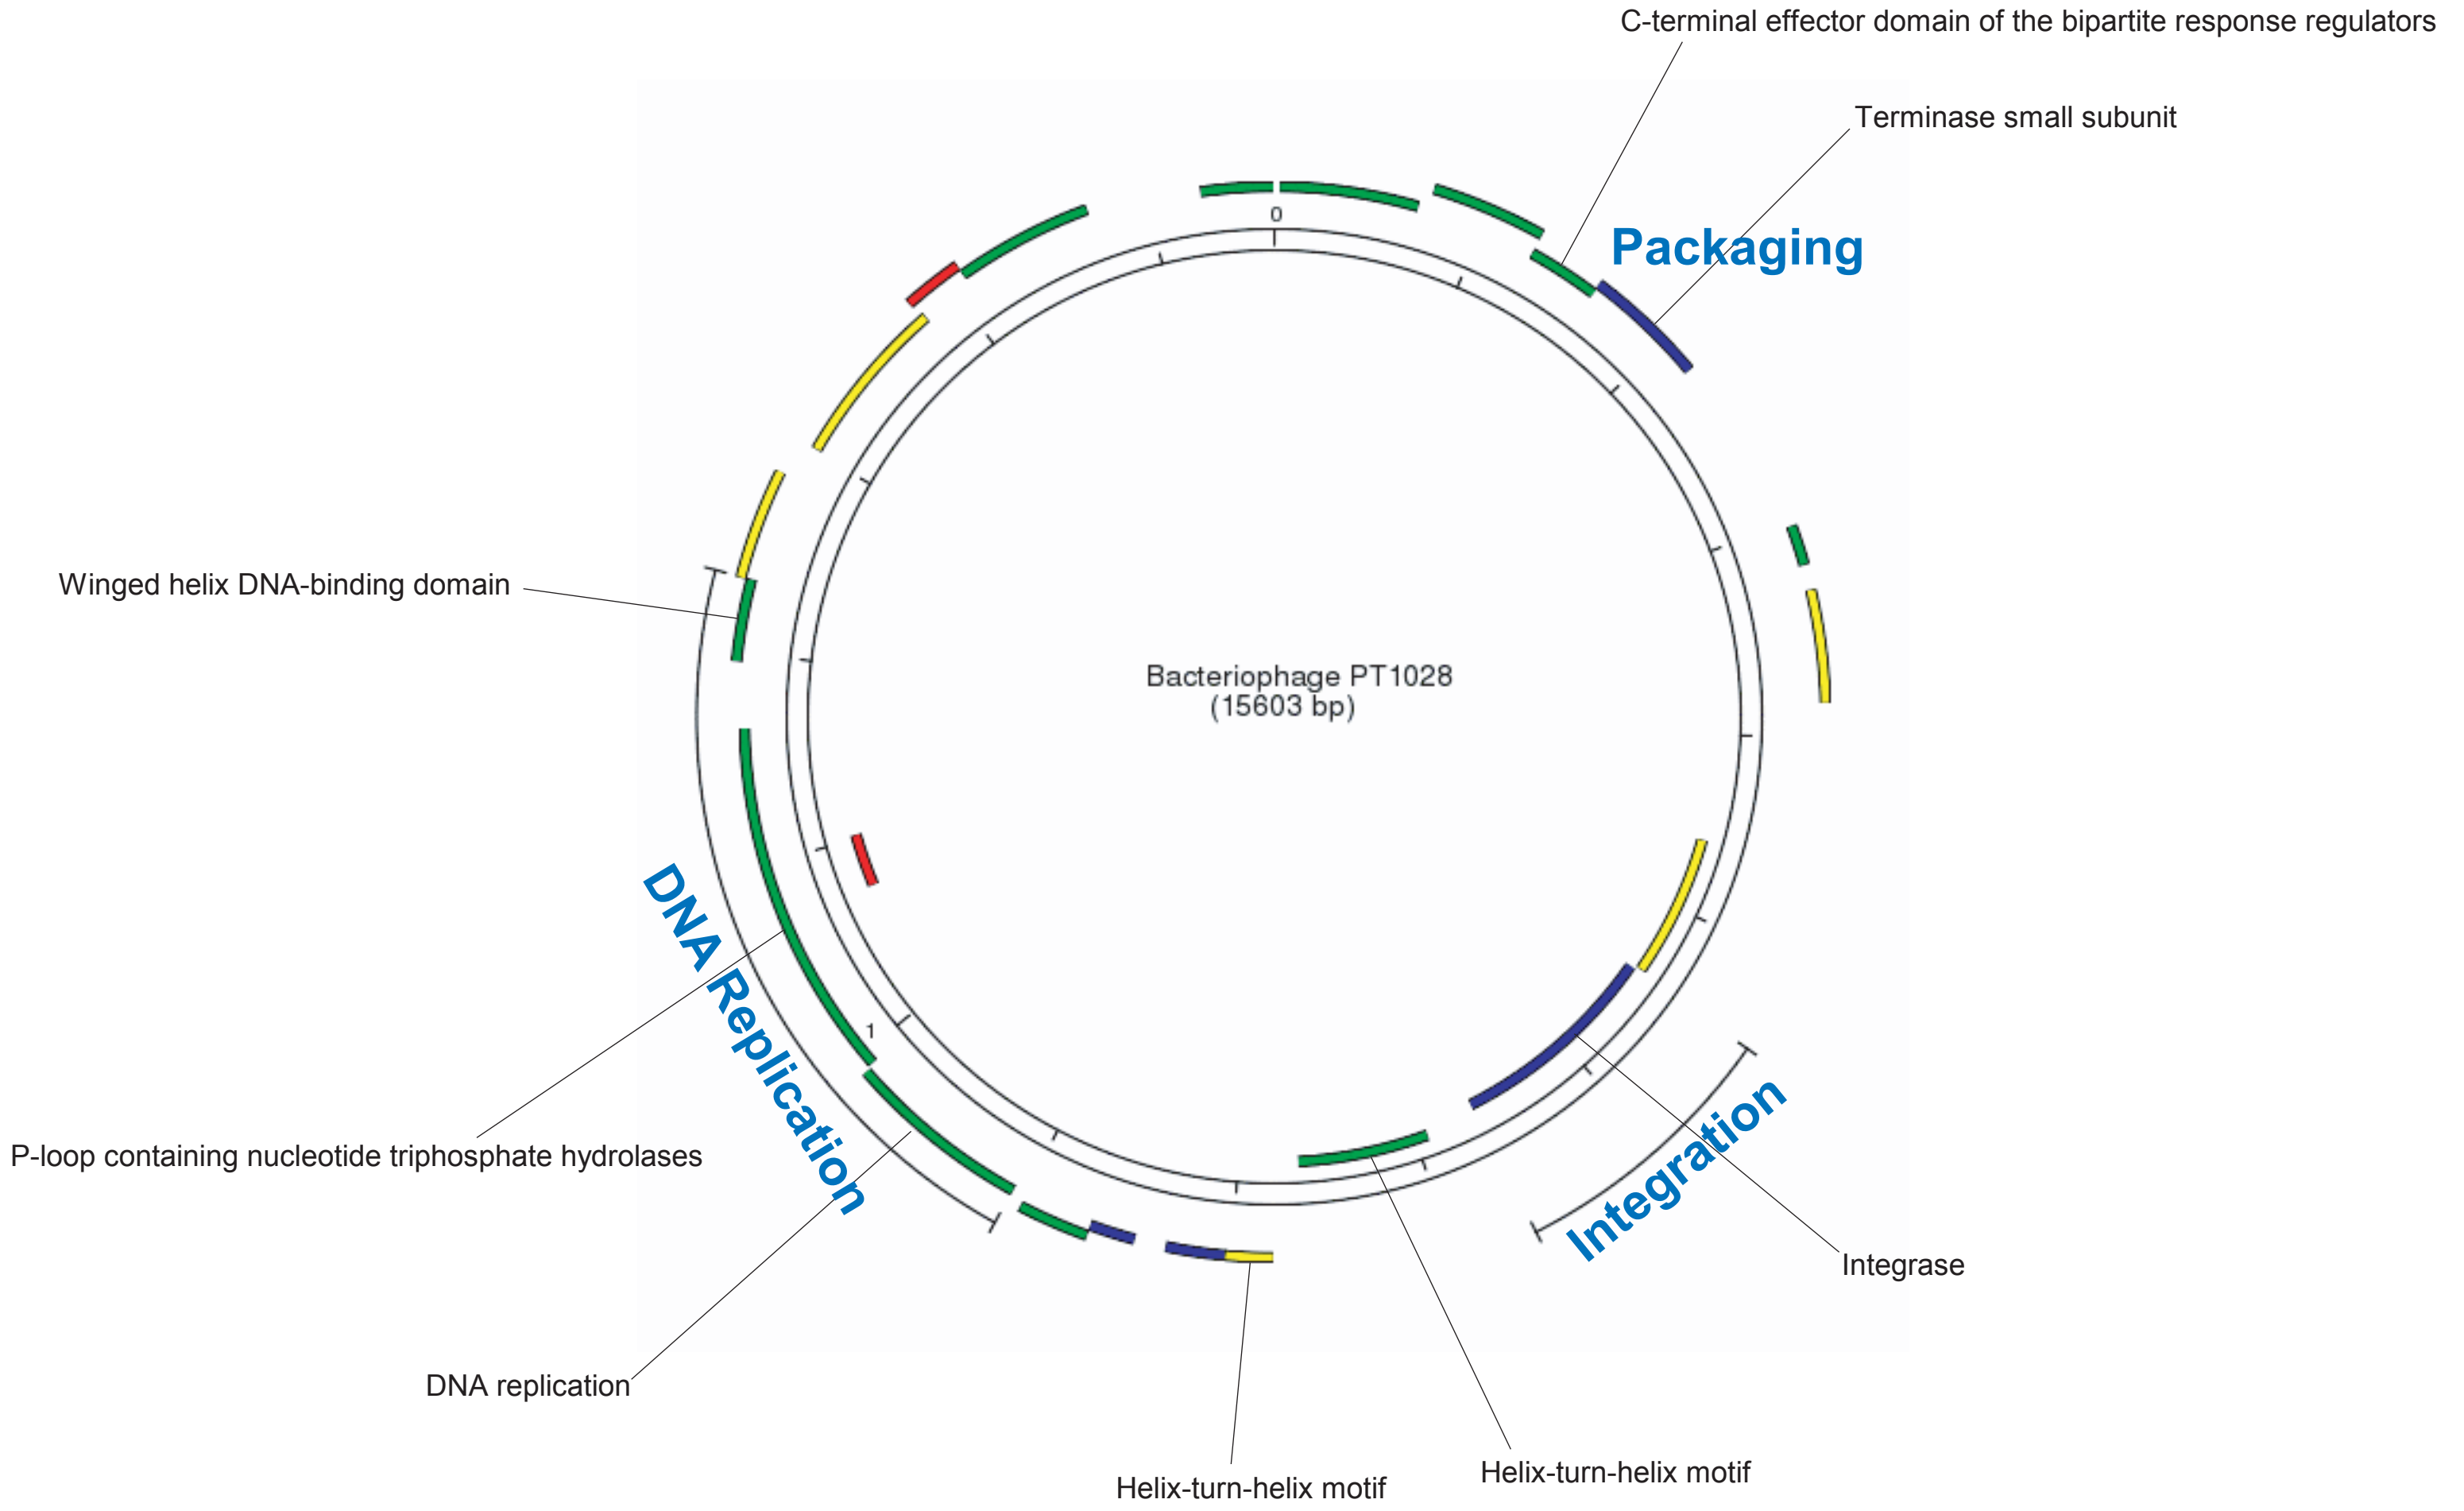 C-terminal effector domain of the bipartite response regulators
Terminase small subunit
0
Packaging
Winged helix DNA-binding domain
Bacteriophage PT1028
(15603 bp)
DNA Replication
1
Integration
P-loop containing nucleotide triphosphate hydrolases
Integrase
DNA replication
Helix-turn-helix motif
Helix-turn-helix motif